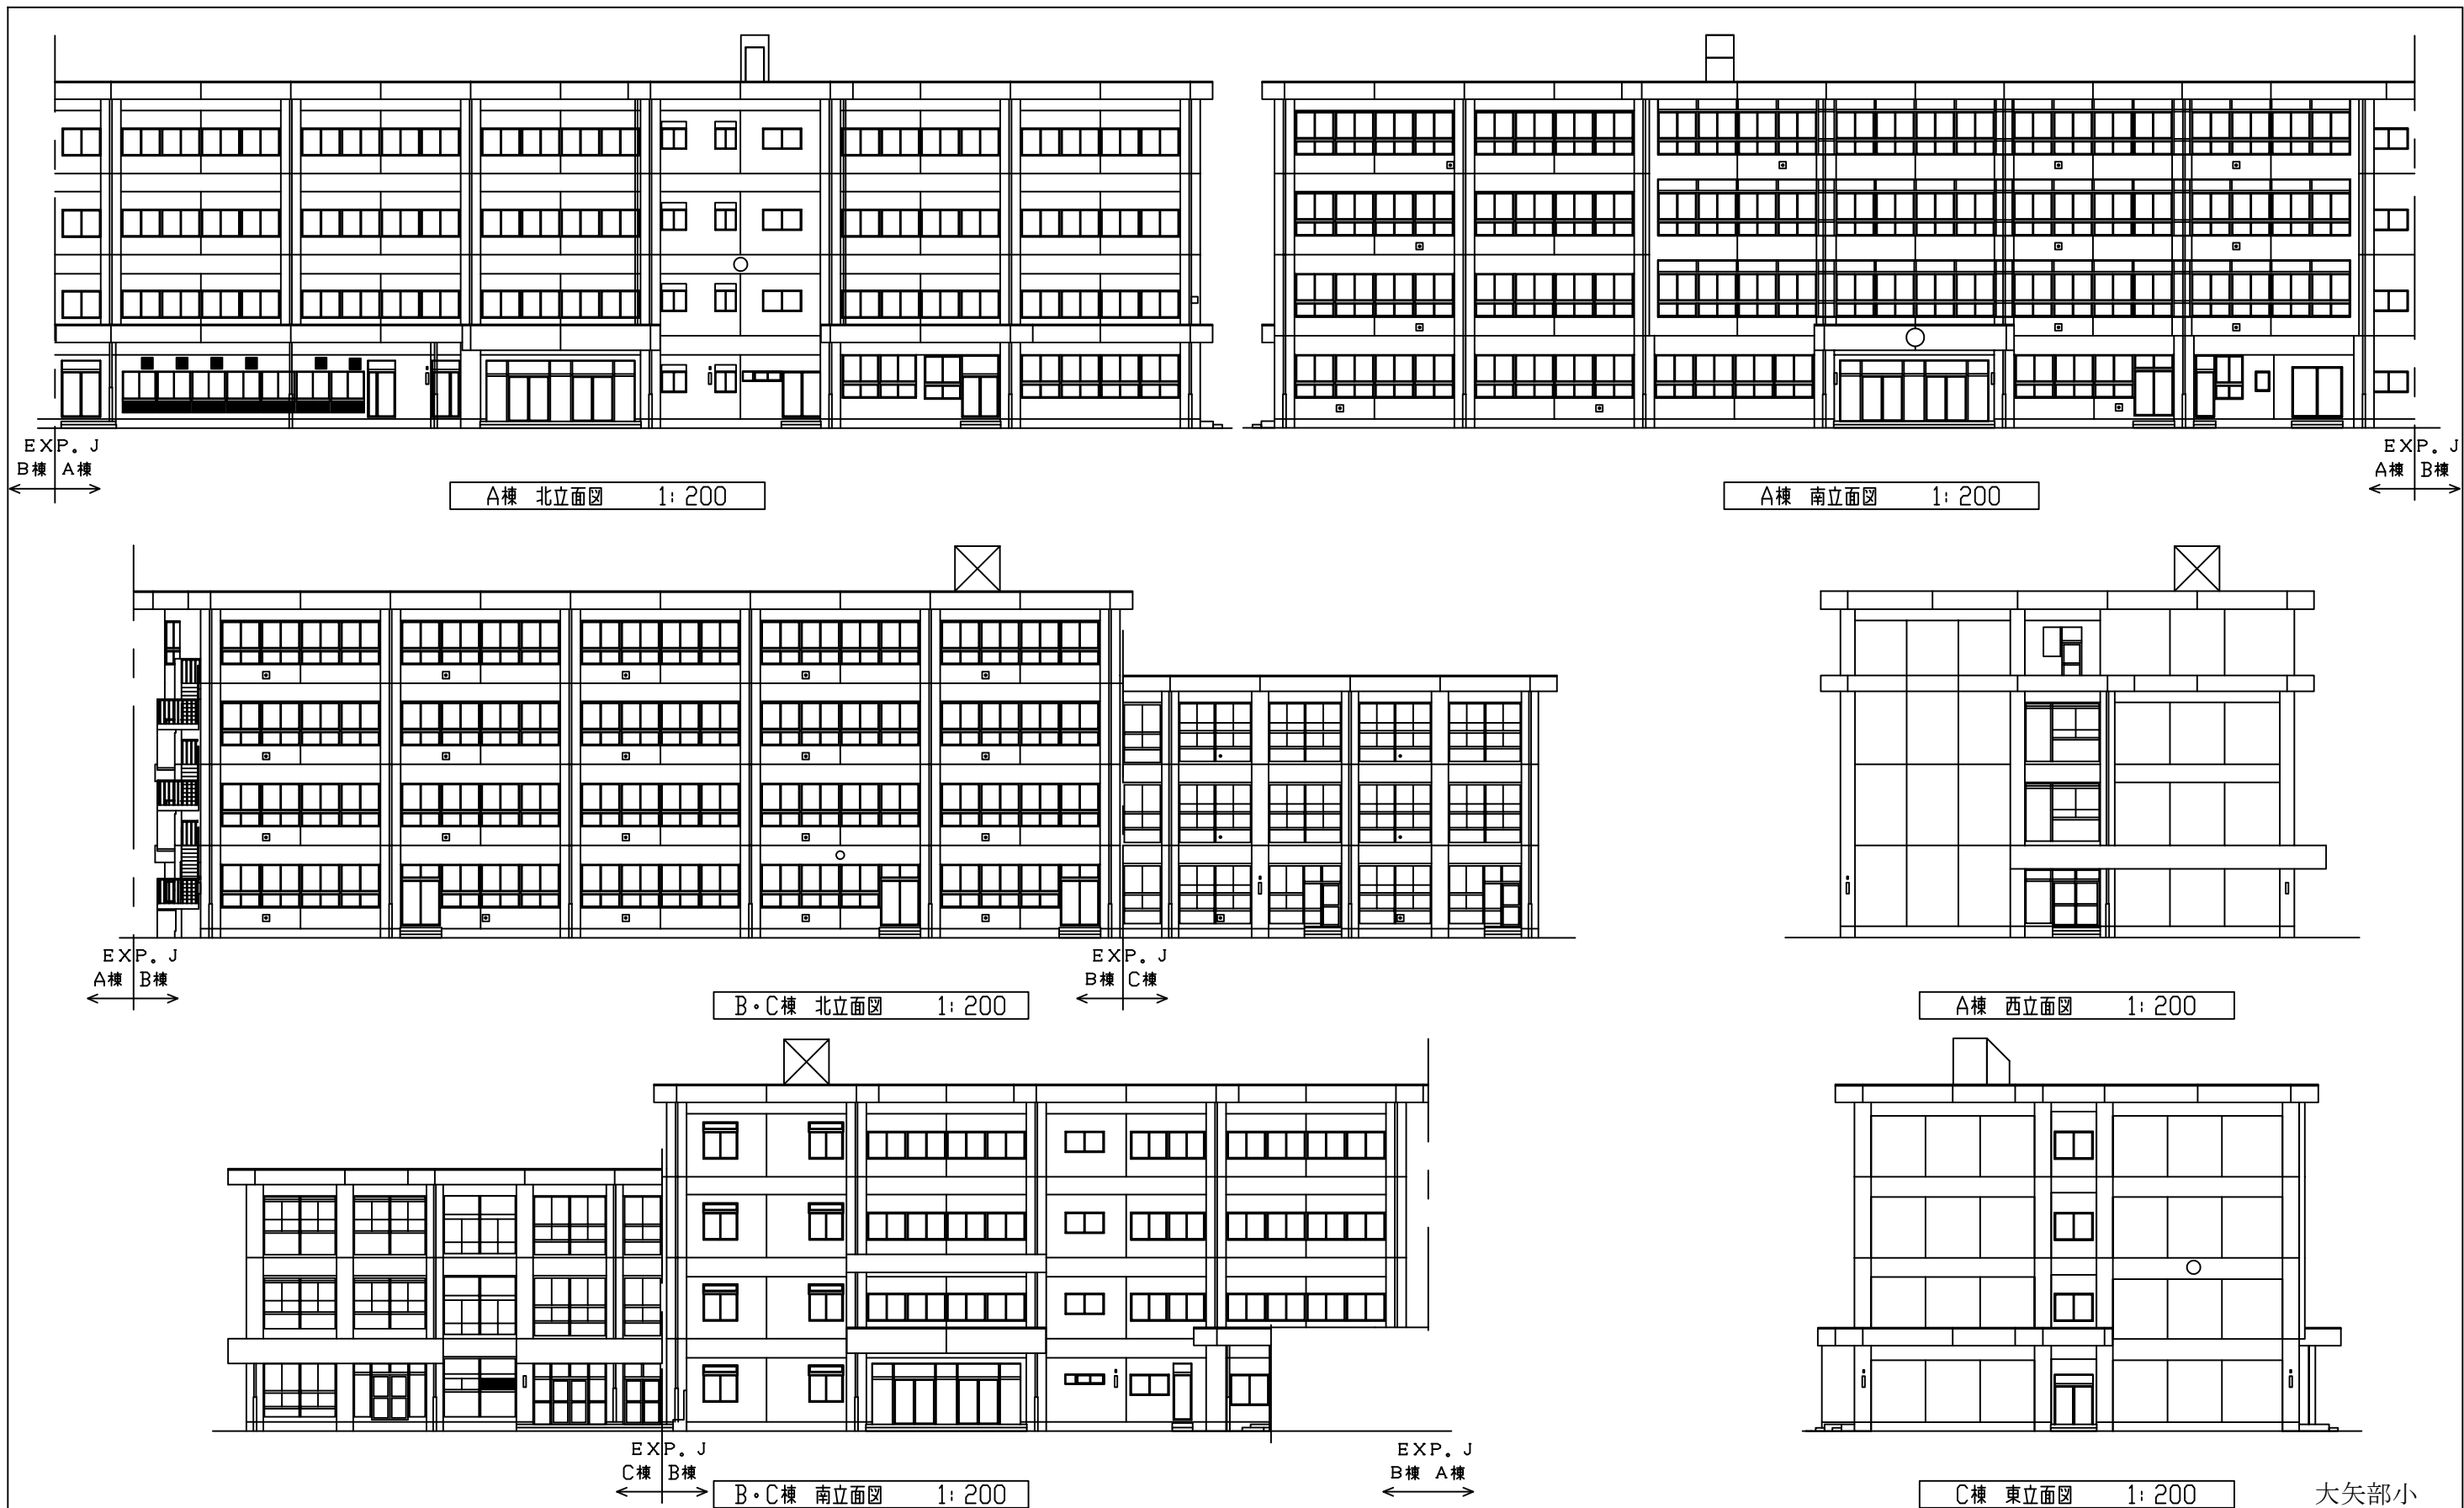 EXP. J
B棟 A棟
A棟 北立面図 1:200
A棟 南立面図 1:200
EXP. J
A棟 B棟
EXP. J
A棟 B棟
B・C棟 北立面図 1:200
EXP. J
B棟 C棟
A棟 西立面図 1:200
EXP. J
C棟 B棟
B・C棟 南立面図 1:200
EXP. J
B棟 A棟
C棟 東立面図 1:200
大矢部小